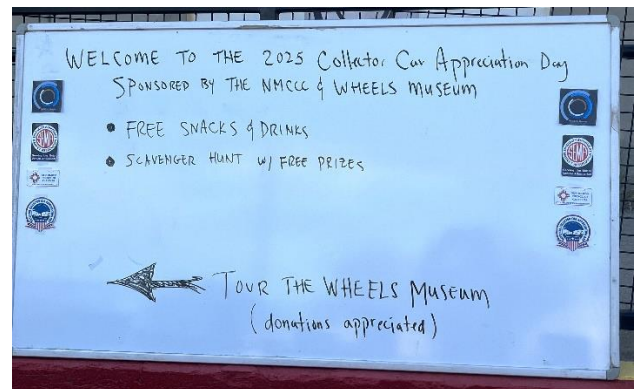 WELCOME TO THE 2025 Collector Car Appreciation Day
SPONSORED BY THE NMCCC & WHEELS MUSEUM
• FREE SNACKS & DRINKS
• SCAVENGER HUNT W/ FREE PRIZES
SEMA
TOUR THE WHEELS MUSEUM
(donations appreciated)